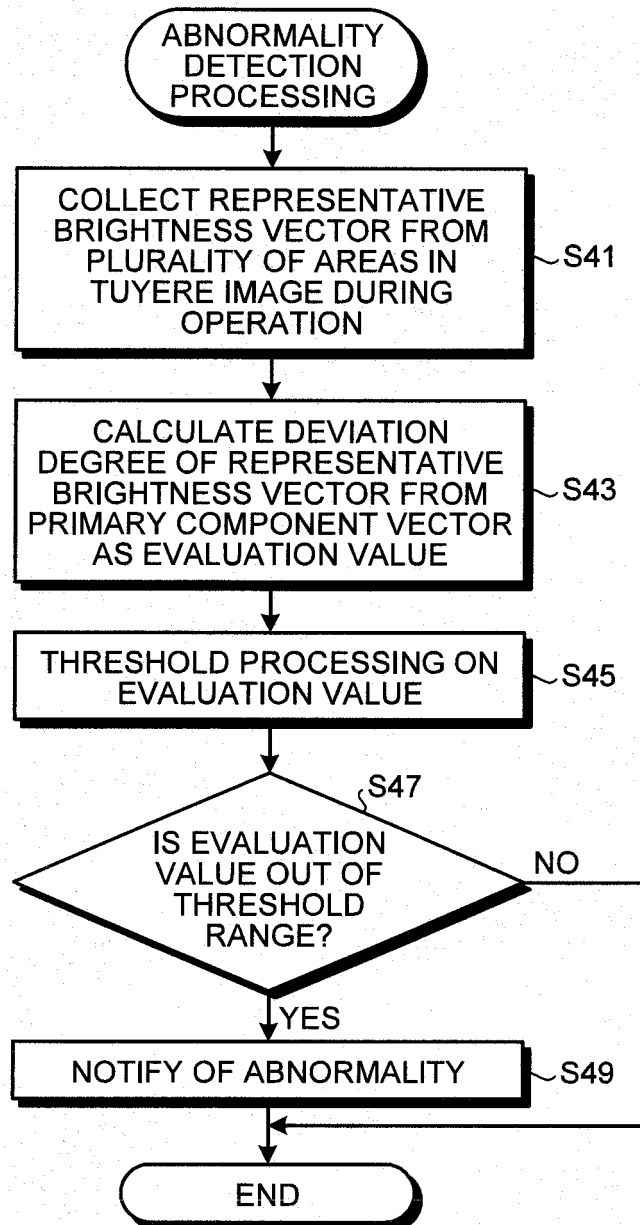 ABNORMALITY
DETECTION
PROCESSING
COLLECT REPRESENTATIVE
BRIGHTNESS VECTOR FROM
PLURALITY OF AREAS IN
TUYERE IMAGE DURING
OPERATION
S41
CALCULATE DEVIATION
DEGREE OF REPRESENTATIVE
BRIGHTNESS VECTOR FROM
PRIMARY COMPONENT VECTOR
AS EVALUATION VALUE
S43
THRESHOLD PROCESSING ON
EVALUATION VALUE
S45
S47
IS EVALUATION
VALUE OUT OF
THRESHOLD
RANGE?
NO
YES
NOTIFY OF ABNORMALITY
S49
END